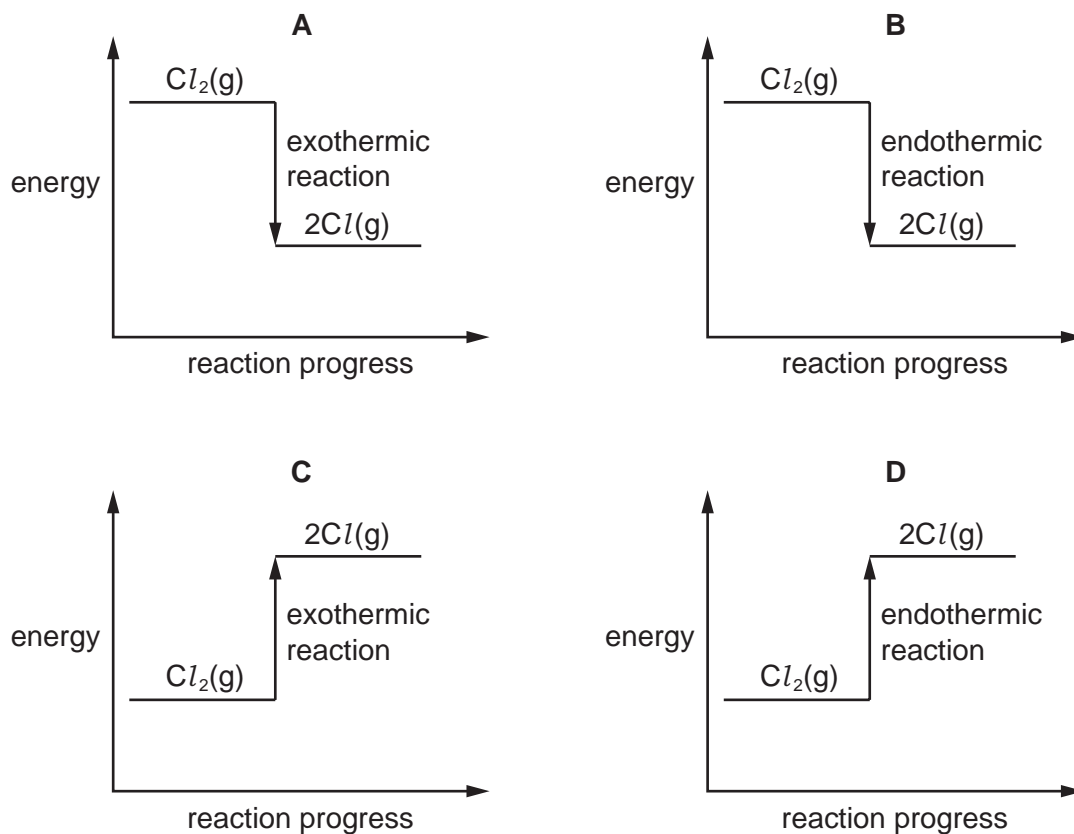 A
Cl₂(g)
exothermic
reaction
energy
2Cl(g)
reaction progress
B
Cl₂(g)
endothermic
reaction
energy
2Cl(g)
reaction progress
C
2Cl(g)
exothermic
reaction
energy
Cl₂(g)
reaction progress
D
2Cl(g)
endothermic
reaction
energy
Cl₂(g)
reaction progress